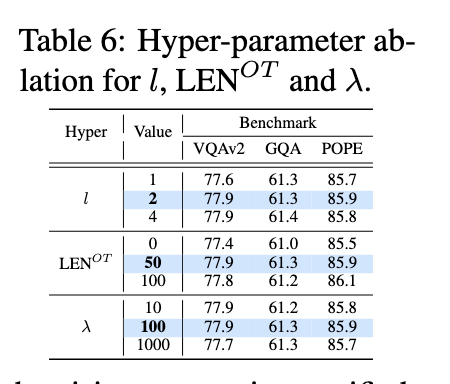 Table 6: Hyper-parameter ab-
lation for l, LEN^OT and λ.
Hyper Value Benchmark
VQAv2 GQA POPE
1 77.6 61.3 85.7
l 2 77.9 61.3 85.9
4 77.9 61.4 85.8
0 77.4 61.0 85.5
LEN^OT 50 77.9 61.3 85.9
100 77.8 61.2 86.1
10 77.9 61.2 85.8
λ 100 77.9 61.3 85.9
1000 77.7 61.3 85.7